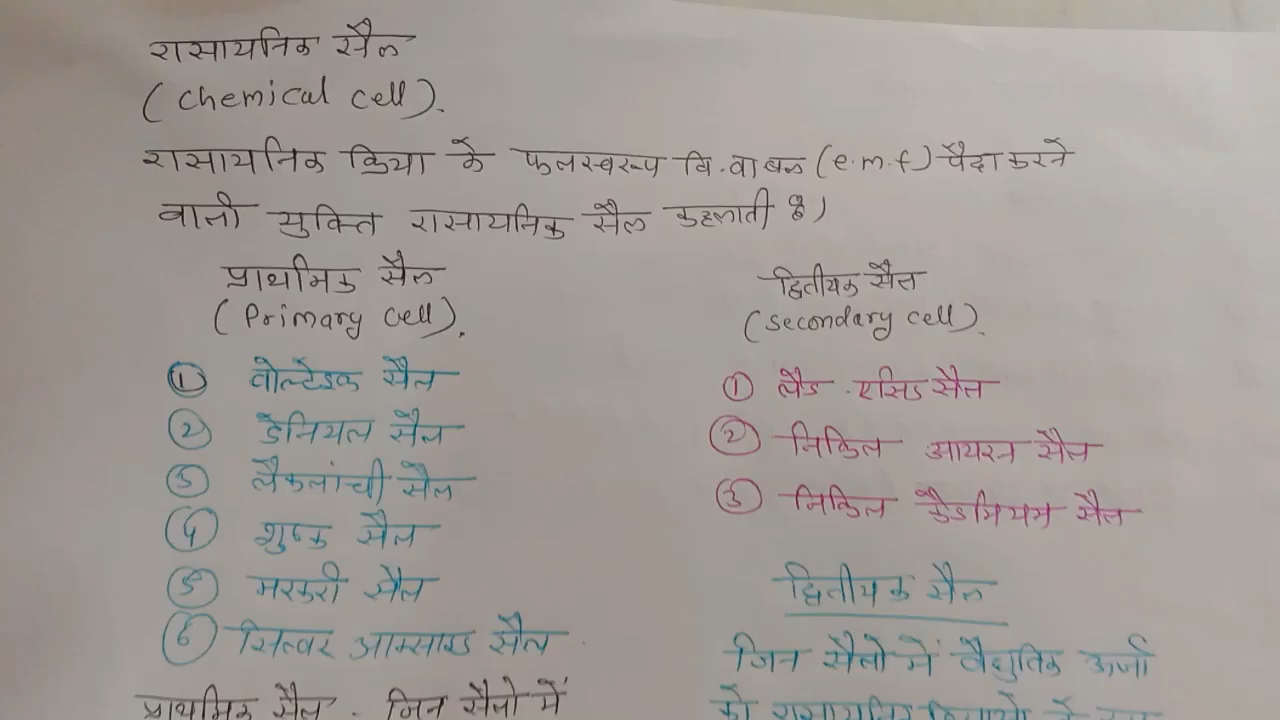 रासायनिक सैल
(Chemical cell).
रासायनिक क्रिया के फलस्वरूप वि.वा बल (e.m.f) पैदा करने
वाली युक्ति रासायनिक सैल कहलाती है।
प्राथमिक सैल
(Primary cell).
① वोल्टेइक सैल
② डेनियल सैल
③ लैकलांची सैल
④ शुष्क सैल
⑤ मरकरी सैल
⑥ सिल्वर आक्साइड सैल
प्राथमिक सैल - जिन सैलो में
द्वितीयक सैल
(secondary cell).
① लैड - एसिड सैल
② निकिल आयरन सैल
③ निकिल कैडमियम सैल
द्वितीयक सैल
जिन सैलो में वैद्युतिक ऊर्जा
को रासायनिक